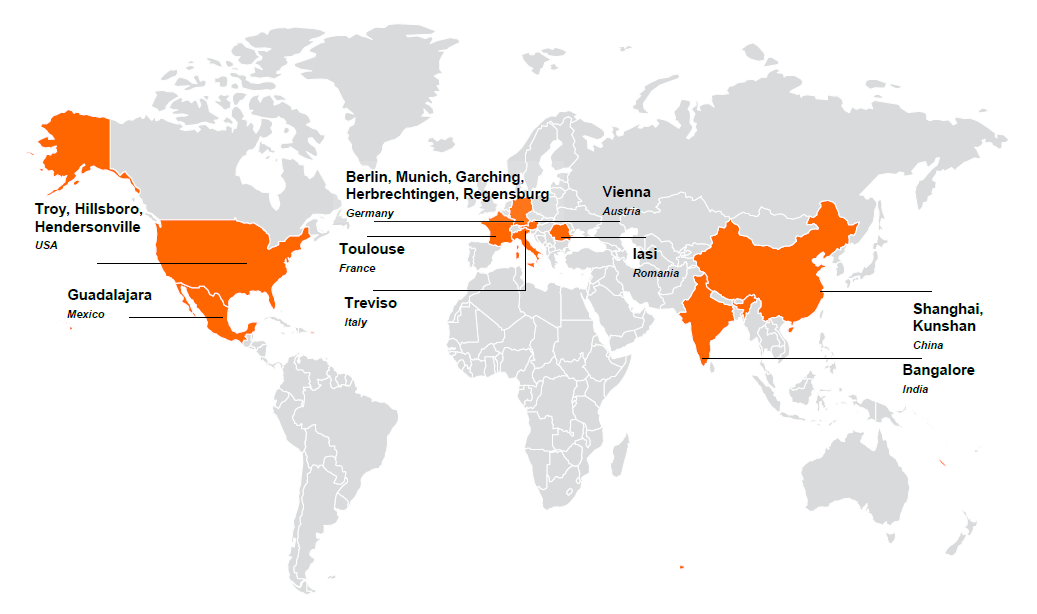 Berlin, Munich, Garching,
Herbrechtingen, Regensburg
Germany
Vienna
Austria
Troy, Hillsboro,
Hendersonville
USA
Toulouse
France
Iasi
Romania
Guadalajara
Mexico
Treviso
Italy
Shanghai,
Kunshan
China
Bangalore
India